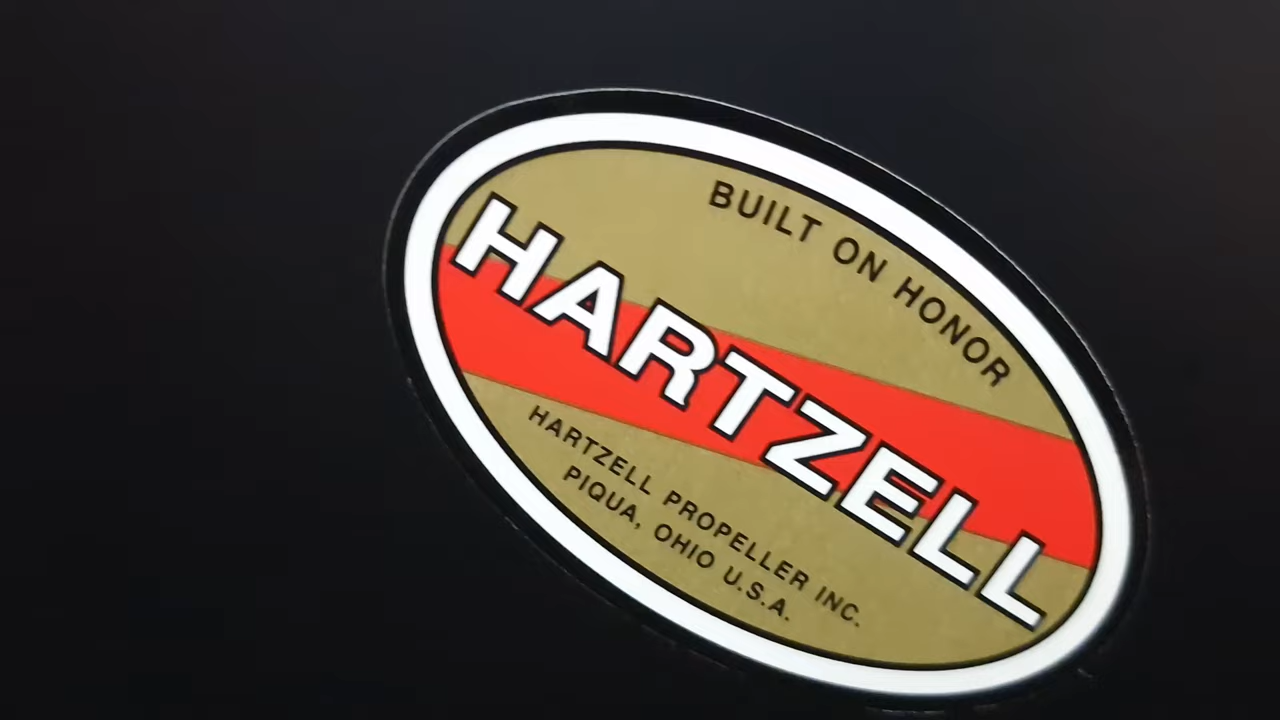 BUILT ON HONOR
HARTZELL
HARTZELL PROPELLER INC.
PIQUA, OHIO U.S.A.